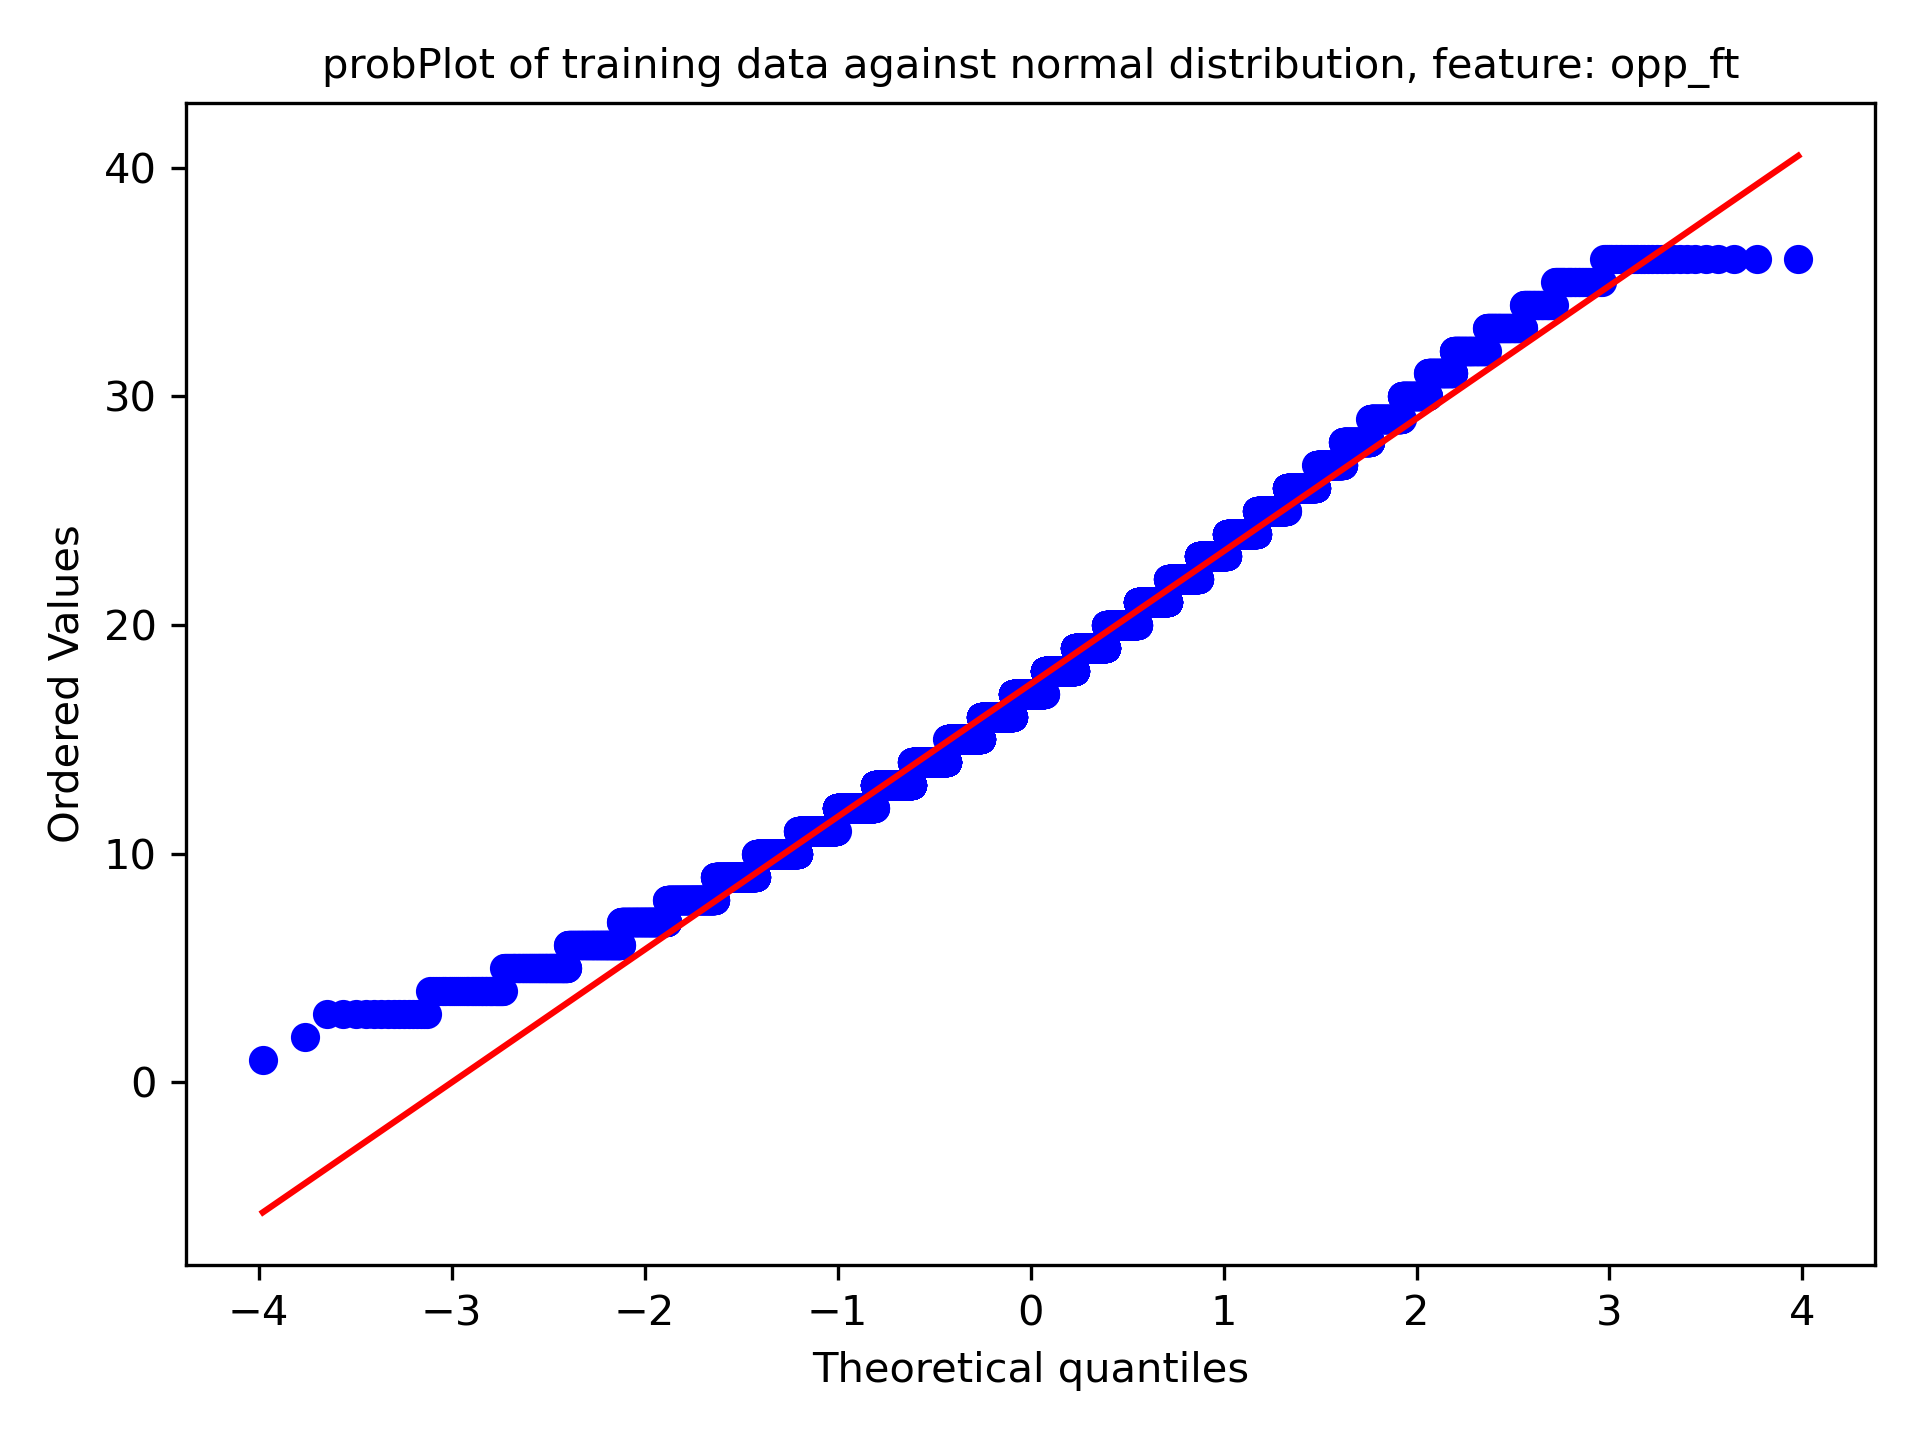 probPlot of training data against normal distribution, feature: opp_ft
40
30
20
10
0
Ordered Values
−4 −3 −2 −1 0 1 2 3 4
Theoretical quantiles